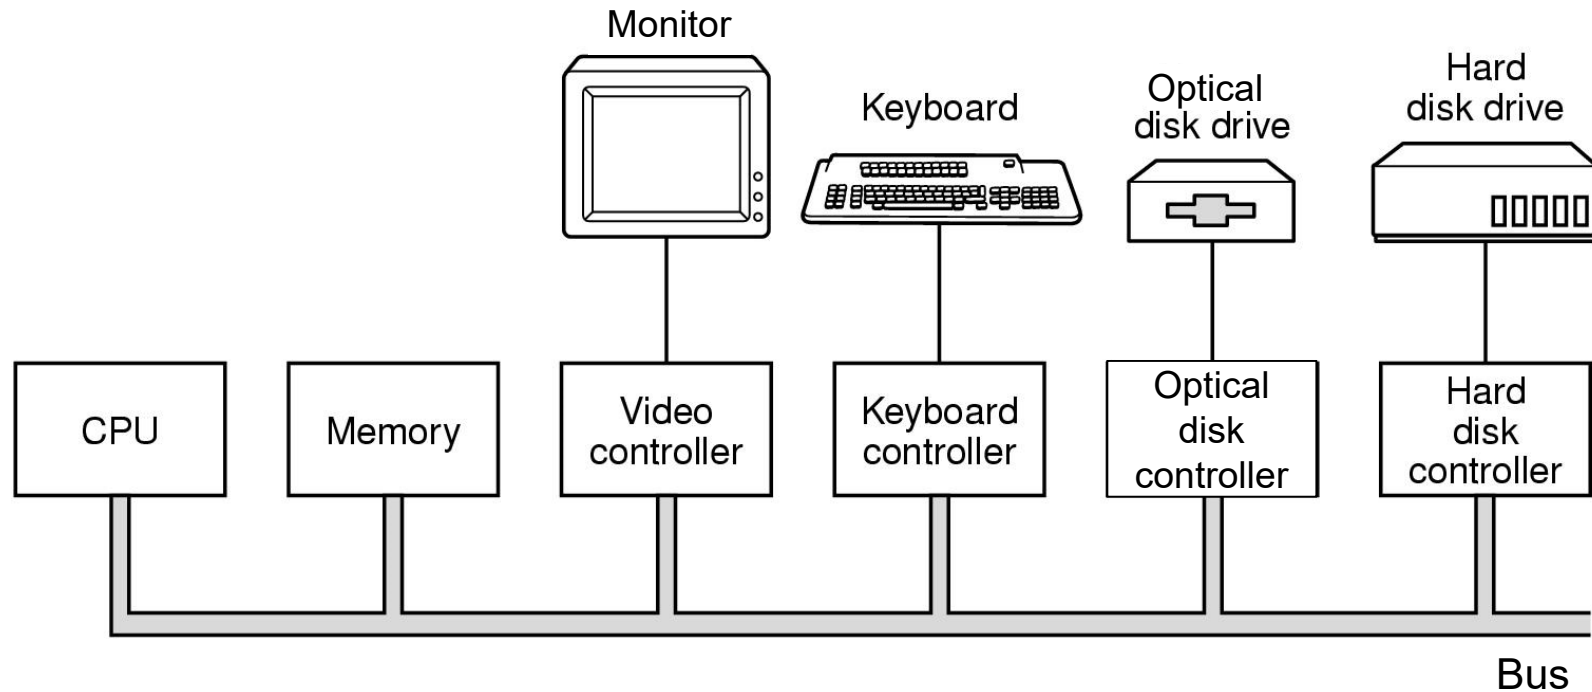 Monitor
Keyboard
Optical
disk drive
Hard
disk drive
CPU
Memory
Video
controller
Keyboard
controller
Optical
disk
controller
Hard
disk
controller
Bus